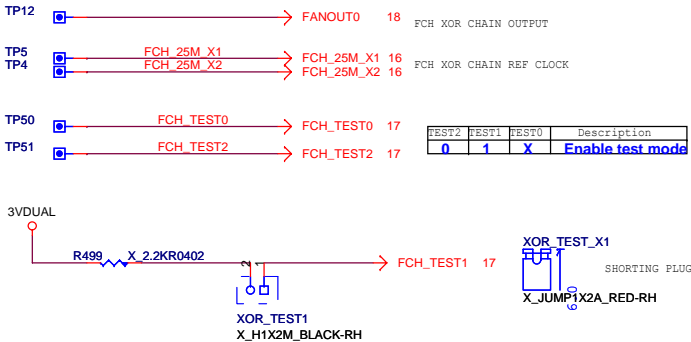 TP12 FANOUT0 18 FCH XOR CHAIN OUTPUT
TP5 FCH_25M_X1 FCH_25M_X1 16
TP4 FCH_25M_X2 FCH_25M_X2 16 FCH XOR CHAIN REF CLOCK
TP50 FCH_TEST0 FCH_TEST0 17
TP51 FCH_TEST2 FCH_TEST2 17
TEST2 TEST1 TEST0 Description
0 1 X Enable test mode
3VDUAL
R499 X_2.2KR0402
2 1
FCH_TEST1 17
XOR_TEST1
X_H1X2M_BLACK-RH
XOR_TEST_X1
SHORTING PLUG
X_JUMP1X2A_RED-RH